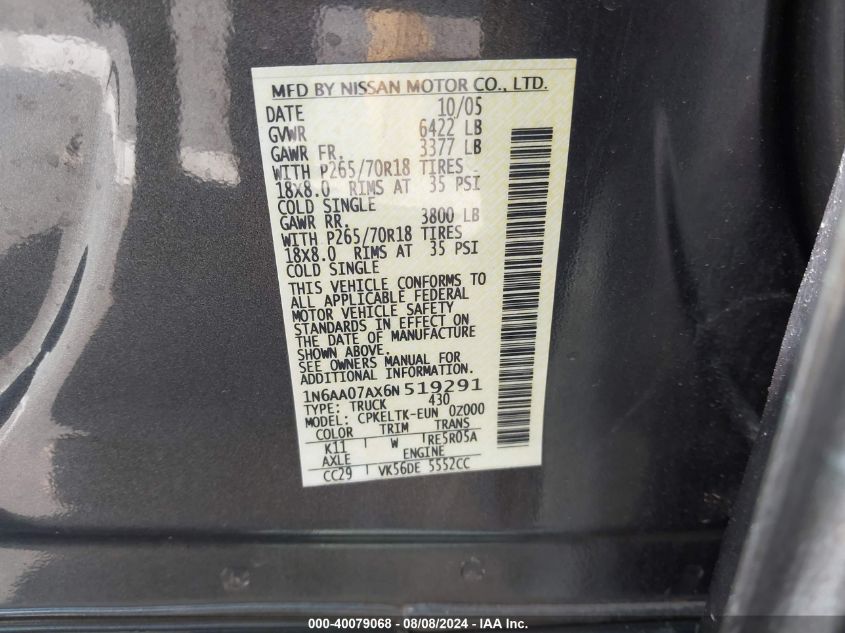 MFD BY NISSAN MOTOR CO., LTD.
DATE 10/05
GVWR 6422 LB
GAWR FR. 3377 LB
WITH P265/70R18 TIRES
18X8.0 RIMS AT 35 PSI
COLD SINGLE
GAWR RR. 3800 LB
WITH P265/70R18 TIRES
18X8.0 RIMS AT 35 PSI
COLD SINGLE
THIS VEHICLE CONFORMS TO
ALL APPLICABLE FEDERAL
MOTOR VEHICLE SAFETY
STANDARDS IN EFFECT ON
THE DATE OF MANUFACTURE
SHOWN ABOVE.
SEE OWNERS MANUAL FOR
ADDITIONAL INFORMATION.
1N6AA07AX6N519291
TYPE: TRUCK 430
MODEL: CPKELTK-EUN 0Z000
COLOR TRIM TRANS
K11 W RE5R05A
AXLE ENGINE
CC29 VK56DE 5552CC
000-40079068 - 08/08/2024 - IAA Inc.